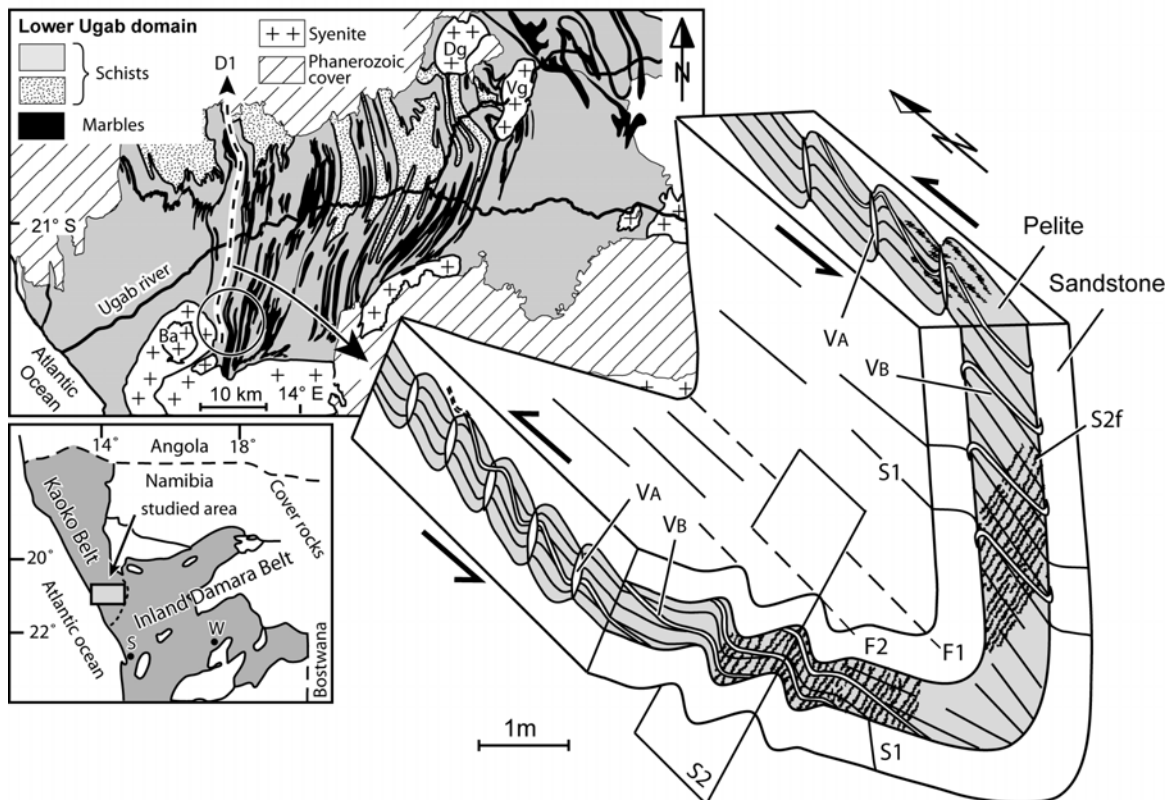 Lower Ugab domain
Schists
Marbles
Syenite
Phanerozoic
cover
D1
Dg
Vg
N
21° S
Ugab river
Ba
Atlantic
Ocean
10 km
14° E
14°
18°
Angola
Namibia
studied area
Kaoko Belt
Cover rocks
20°
Inland Damara Belt
Atlantic ocean
22°
S
W
Bostwana
N
Pelite
Sandstone
VA
VB
S2f
S1
VA
VB
F2
F1
S1
S2
1m